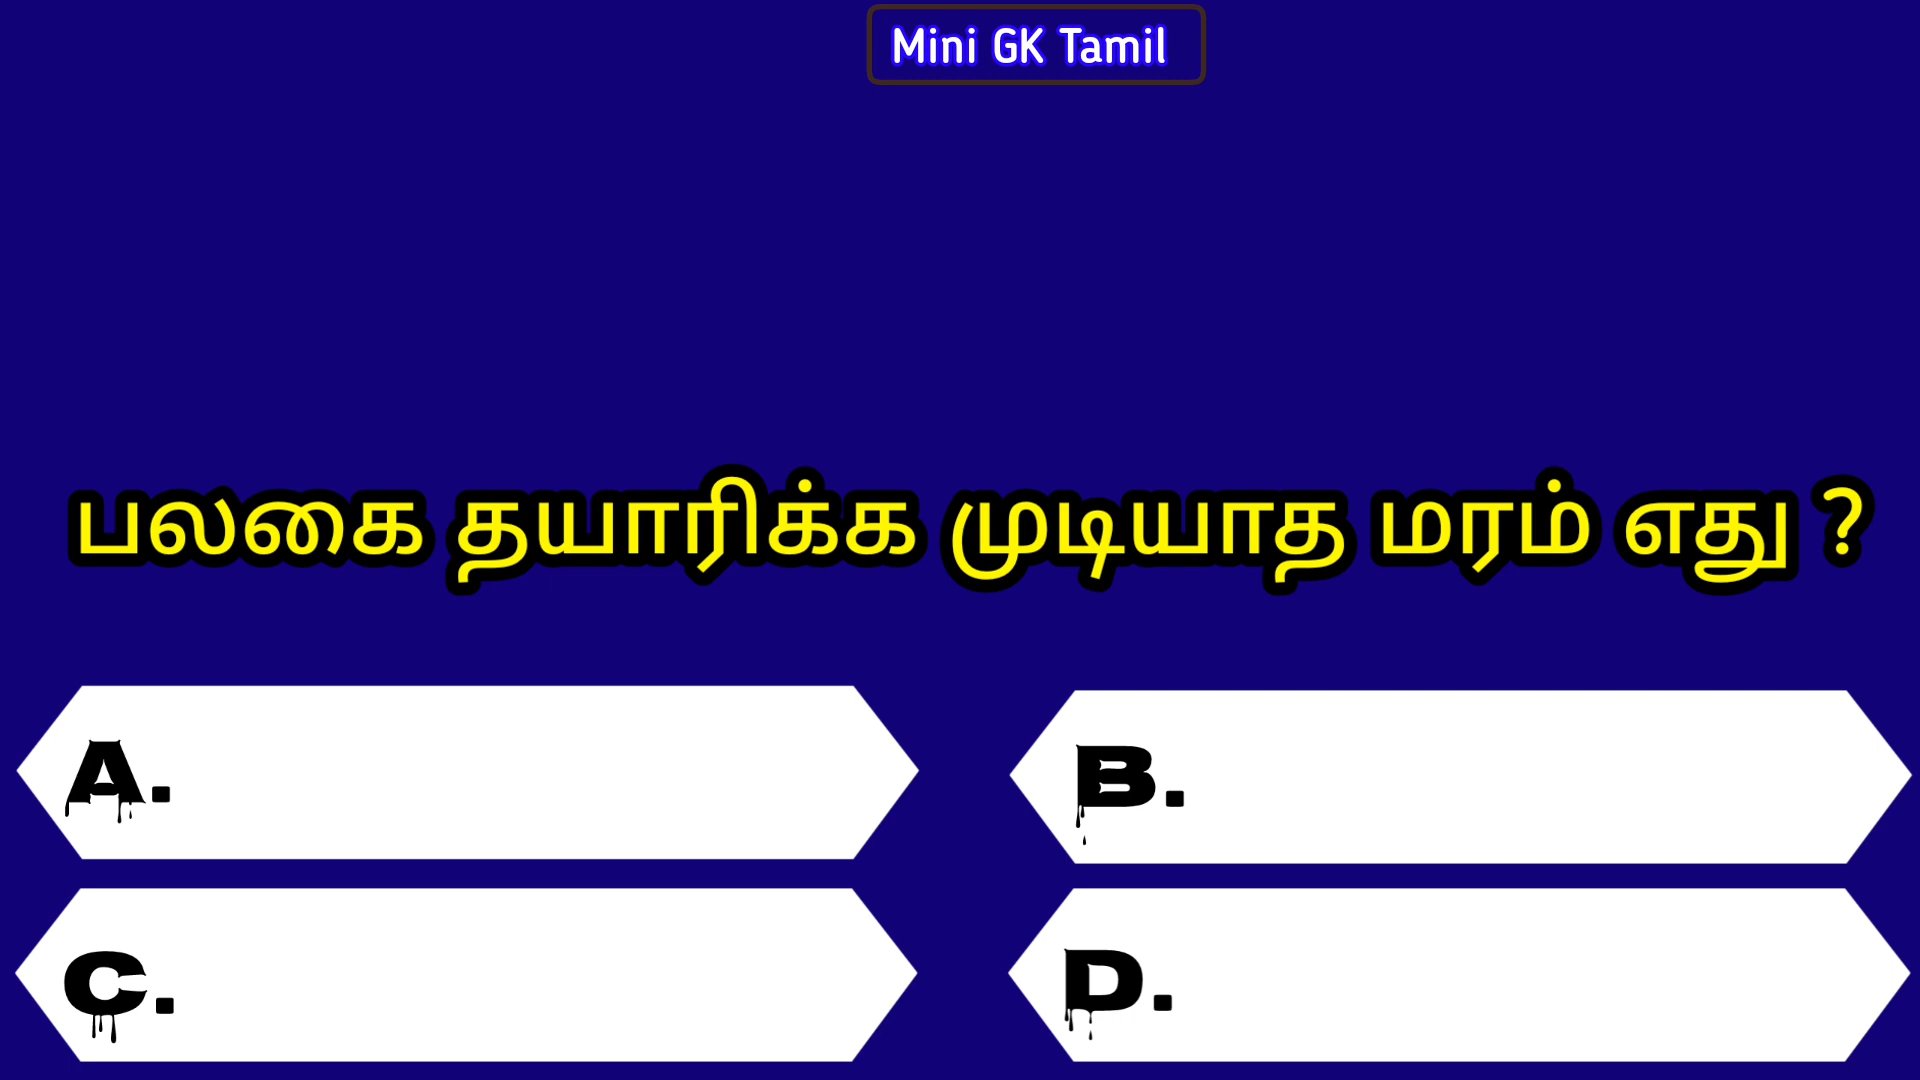 Mini GK Tamil
பலகை தயாரிக்க முடியாத மரம் எது ?
A.
B.
C.
D.